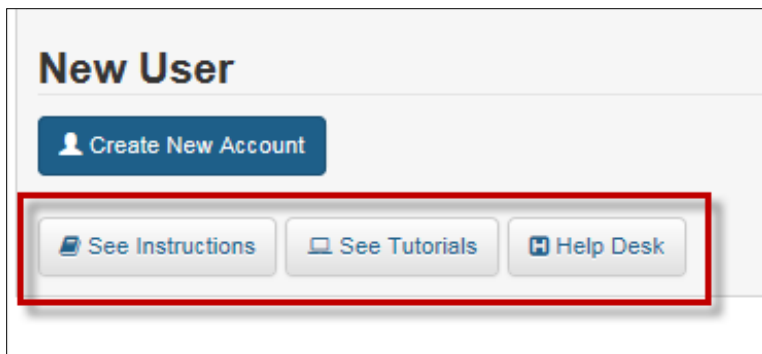 New User
Create New Account
See Instructions See Tutorials Help Desk